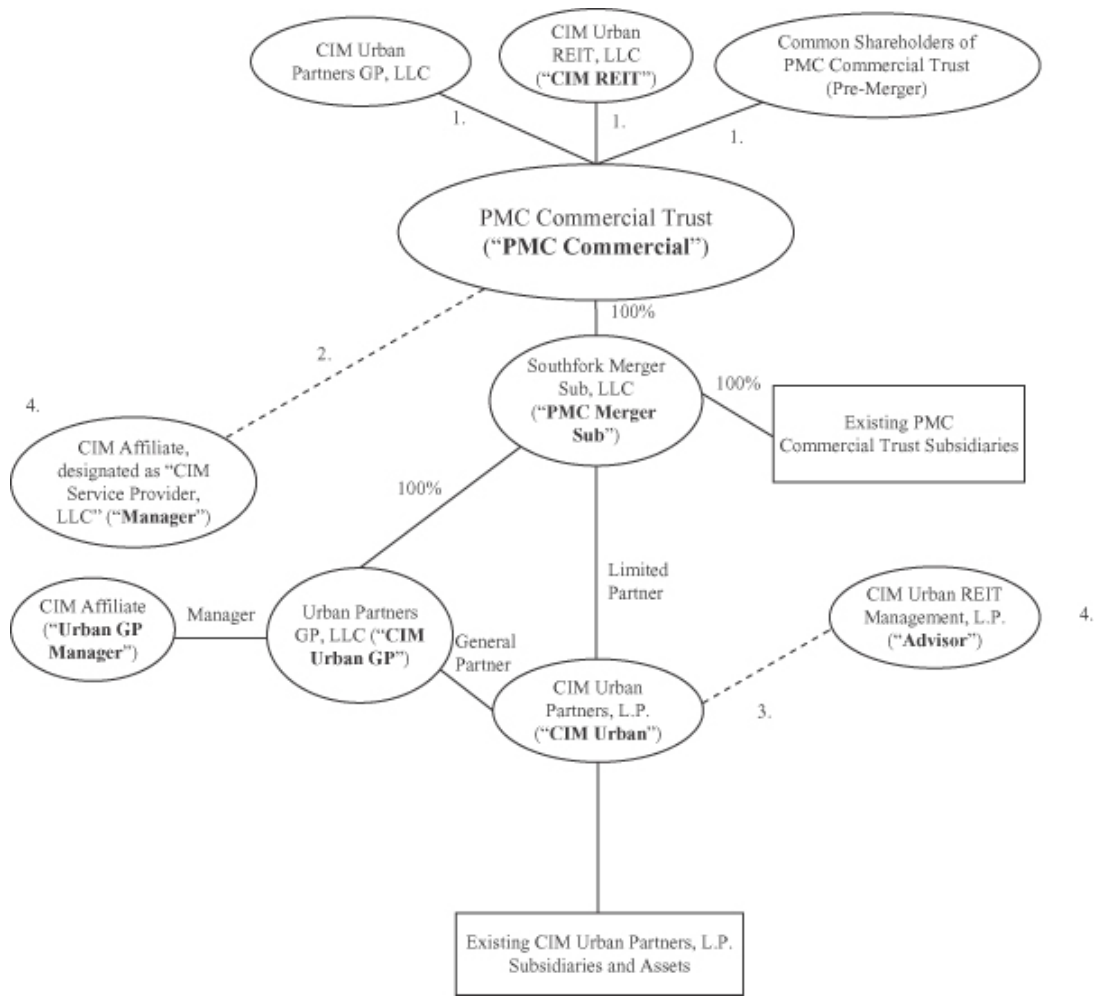 CIM Urban
Partners GP, LLC
CIM Urban
REIT, LLC
(“CIM REIT”)
Common Shareholders of
PMC Commercial Trust
(Pre-Merger)
1.
1.
1.
PMC Commercial Trust
(“PMC Commercial”)
100%
2.
Southfork Merger
Sub, LLC
(“PMC Merger
Sub”)
100%
Existing PMC
Commercial Trust Subsidiaries
4.
CIM Affiliate,
designated as “CIM
Service Provider,
LLC” (“Manager”)
100%
Limited
Partner
CIM Affiliate
(“Urban GP
Manager”)
Manager
Urban Partners
GP, LLC (“CIM
Urban GP”)
General
Partner
CIM Urban REIT
Management, L.P.
(“Advisor”)
4.
CIM Urban
Partners, L.P.
(“CIM Urban”)
3.
Existing CIM Urban Partners, L.P.
Subsidiaries and Assets